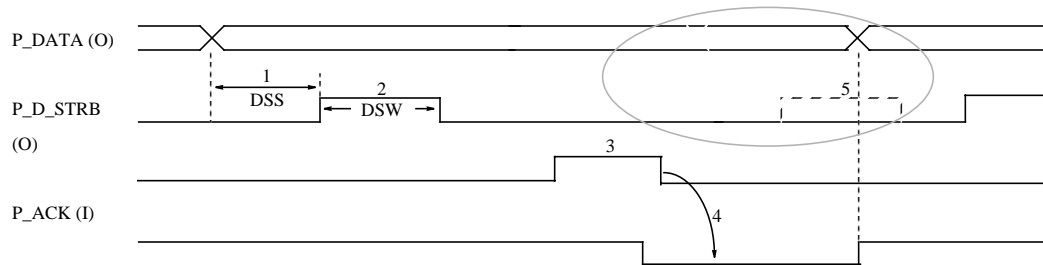 P_DATA (O)
1
DSS
2
DSW
5
P_D_STRB
(O)
3
P_ACK (I)
4